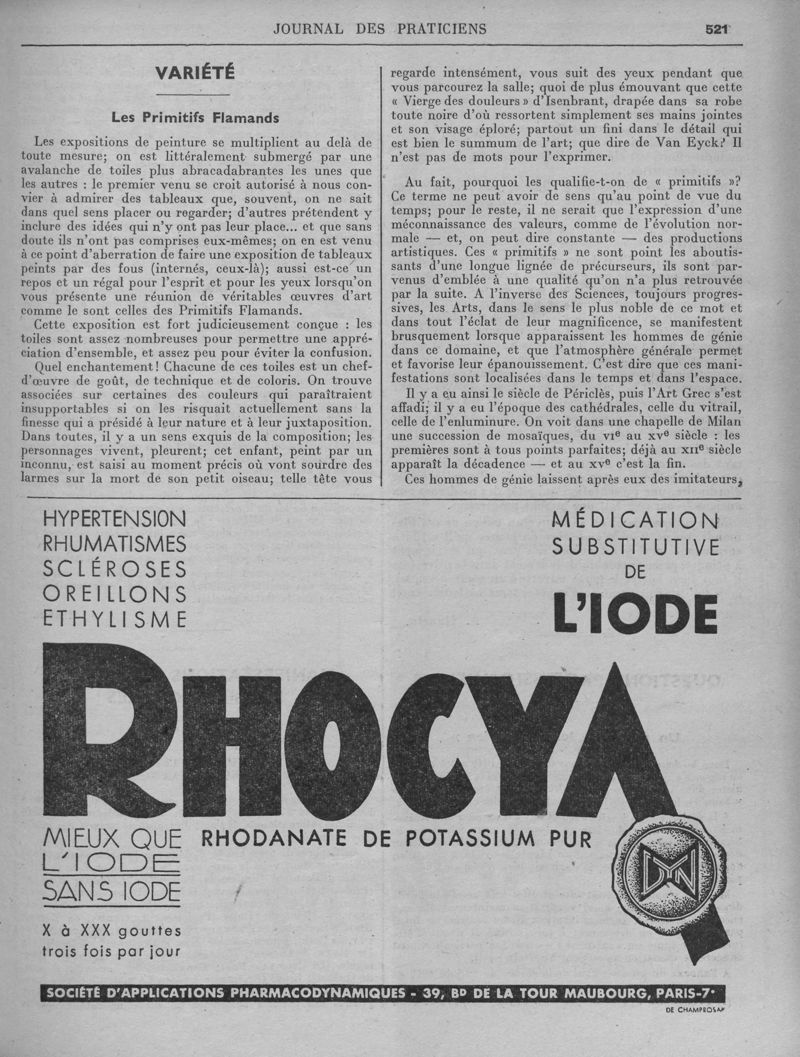 JOURNAL DES PRATICIENS 521
VARIÉTÉ
Les Primitifs Flamands
Les expositions de peinture se multiplient au delà de
toute mesure; on est littéralement submergé par une
avalanche de toiles plus abracadabrantes les unes que
les autres : le premier venu se croit autorisé à nous con-
vier à admirer des tableaux que, souvent, on ne sait
dans quel sens placer ou regarder; d'autres prétendent y
inclure des idées qui n'y ont pas leur place... et que sans
doute ils n'ont pas comprises eux-mêmes; on en est venu
à ce point d'aberration de faire une exposition de tableaux
peints par des fous (internés, ceux-là); aussi est-ce un
repos et un régal pour l'esprit et pour les yeux lorsqu'on
vous présente une réunion de véritables œuvres d'art
comme le sont celles des Primitifs Flamands.
Cette exposition est fort judicieusement conçue : les
toiles sont assez nombreuses pour permettre une appré-
ciation d'ensemble, et assez peu pour éviter la confusion.
Quel enchantement! Chacune de ces toiles est un chef-
d'œuvre de goût, de technique et de coloris. On trouve
associées sur certaines des couleurs qui paraîtraient
insupportables si on les risquait actuellement sans la
finesse qui a présidé à leur nature et à leur juxtaposition.
Dans toutes, il y a un sens exquis de la composition; les
personnages vivent, pleurent; cet enfant, peint par un
inconnu, est saisi au moment précis où vont sourdre des
larmes sur la mort de son petit oiseau; telle tête vous
regarde intensément, vous suit des yeux pendant que
vous parcourez la salle; quoi de plus émouvant que cette
« Vierge des douleurs » d'Isenbrant, drapée dans sa robe
toute noire d'où ressortent simplement ses mains jointes
et son visage éploré; partout un fini dans le détail qui
est bien le summum de l'art; que dire de Van Eyck? Il
n'est pas de mots pour l'exprimer.
Au fait, pourquoi les qualifie-t-on de « primitifs »?
Ce terme ne peut avoir de sens qu'au point de vue du
temps; pour le reste, il ne serait que l'expression d'une
méconnaissance des valeurs, comme de l'évolution nor-
male — et, on peut dire constante — des productions
artistiques. Ces « primitifs » ne sont point les aboutis-
sants d'une longue lignée de précurseurs, ils sont par-
venus d'emblée à une qualité qu'on n'a plus retrouvée
par la suite. A l'inverse des Sciences, toujours progres-
sives, les Arts, dans le sens le plus noble de ce mot et
dans tout l'éclat de leur magnificence, se manifestent
brusquement lorsque apparaissent les hommes de génie
dans ce domaine, et que l'atmosphère générale permet
et favorise leur épanouissement. C'est dire que ces mani-
festations sont localisées dans le temps et dans l'espace.
Il y a eu ainsi le siècle de Périclès, puis l'Art Grec s'est
affadi; il y a eu l'époque des cathédrales, celle du vitrail,
celle de l'enluminure. On voit dans une chapelle de Milan
une succession de mosaïques, du VIe au XVe siècle : les
premières sont à tous points parfaites; déjà au XIIe siècle
apparaît la décadence — et au XVe c'est la fin.
Ces hommes de génie laissent après eux des imitateurs,
HYPERTENSION
RHUMATISMES
SCLÉROSES
OREILLONS
ETHYLISME
MÉDICATION
SUBSTITUTIVE
DE
L'IODE
RHOCYA
MIEUX QUE
L'IODE
SANS IODE
RHODANATE DE POTASSIUM PUR
X à XXX gouttes
trois fois par jour
SOCIÉTÉ D'APPLICATIONS PHARMACODYNAMIQUES - 39, BD DE LA TOUR MAUBOURG, PARIS-7e